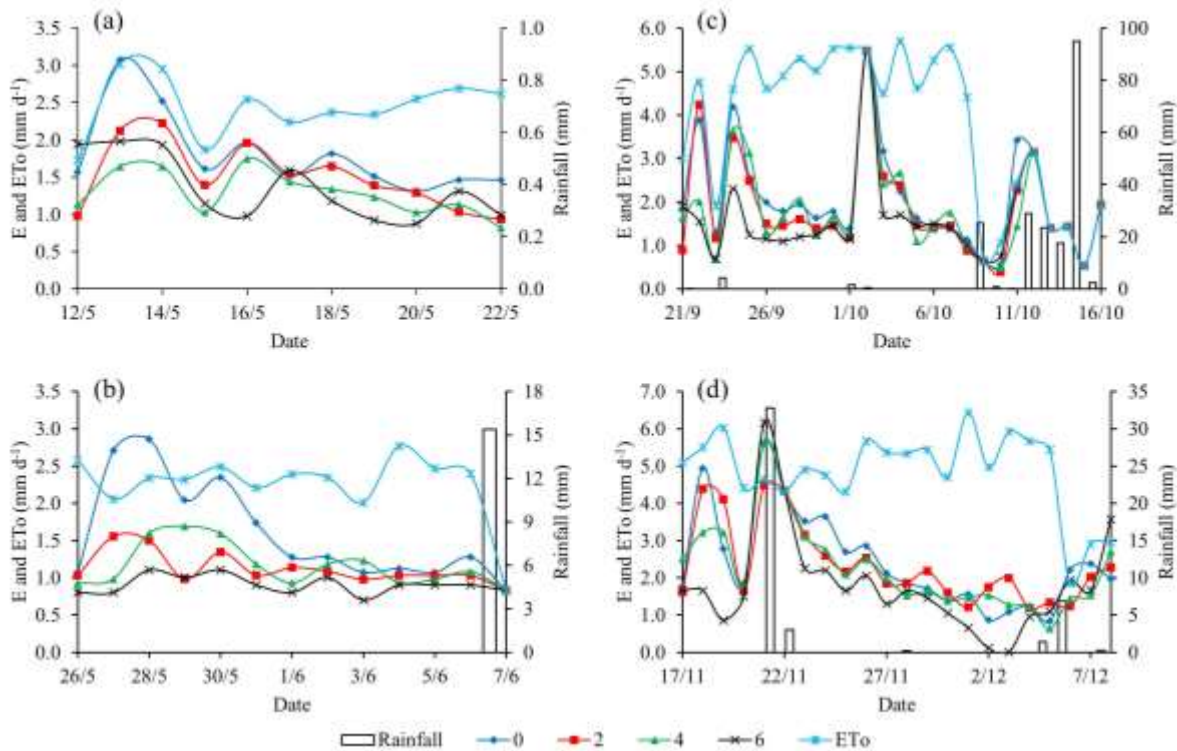 (a)
E and ETo (mm d⁻¹)
3.5
3.0
2.5
2.0
1.5
1.0
0.5
0.0
1.0
0.8
0.6
0.4
0.2
0.0
Rainfall (mm)
12/5 14/5 16/5 18/5 20/5 22/5
Date
(c)
E and ETo (mm d⁻¹)
6.0
5.0
4.0
3.0
2.0
1.0
0.0
100
80
60
40
20
0
Rainfall (mm)
21/9 26/9 1/10 6/10 11/10 16/10
Date
(b)
E and ETo (mm d⁻¹)
3.5
3.0
2.5
2.0
1.5
1.0
0.5
0.0
18
15
12
9
6
3
0
Rainfall (mm)
26/5 28/5 30/5 1/6 3/6 5/6 7/6
Date
(d)
E and ETo (mm d⁻¹)
7.0
6.0
5.0
4.0
3.0
2.0
1.0
0.0
35
30
25
20
15
10
5
0
Rainfall (mm)
17/11 22/11 27/11 2/12 7/12
Date
Rainfall 0 2 4 6 ETo